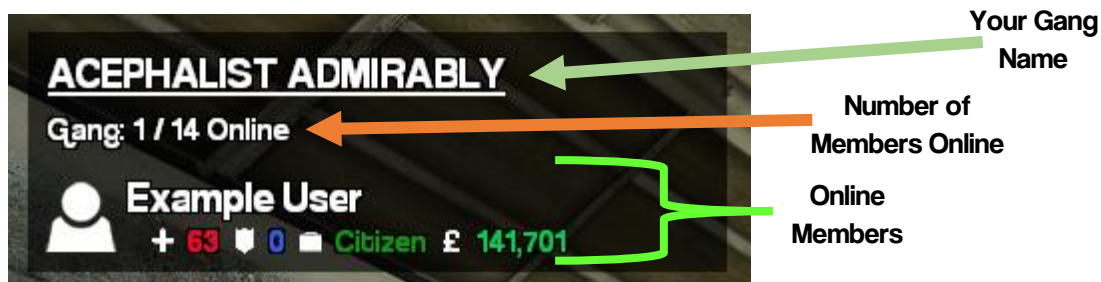 Your Gang
Name
ACEPHALIST ADMIRABLY
Number of
Members Online
Gang: 1 / 14 Online
Online
Members
Example User
63 0 Citizen £ 141,701